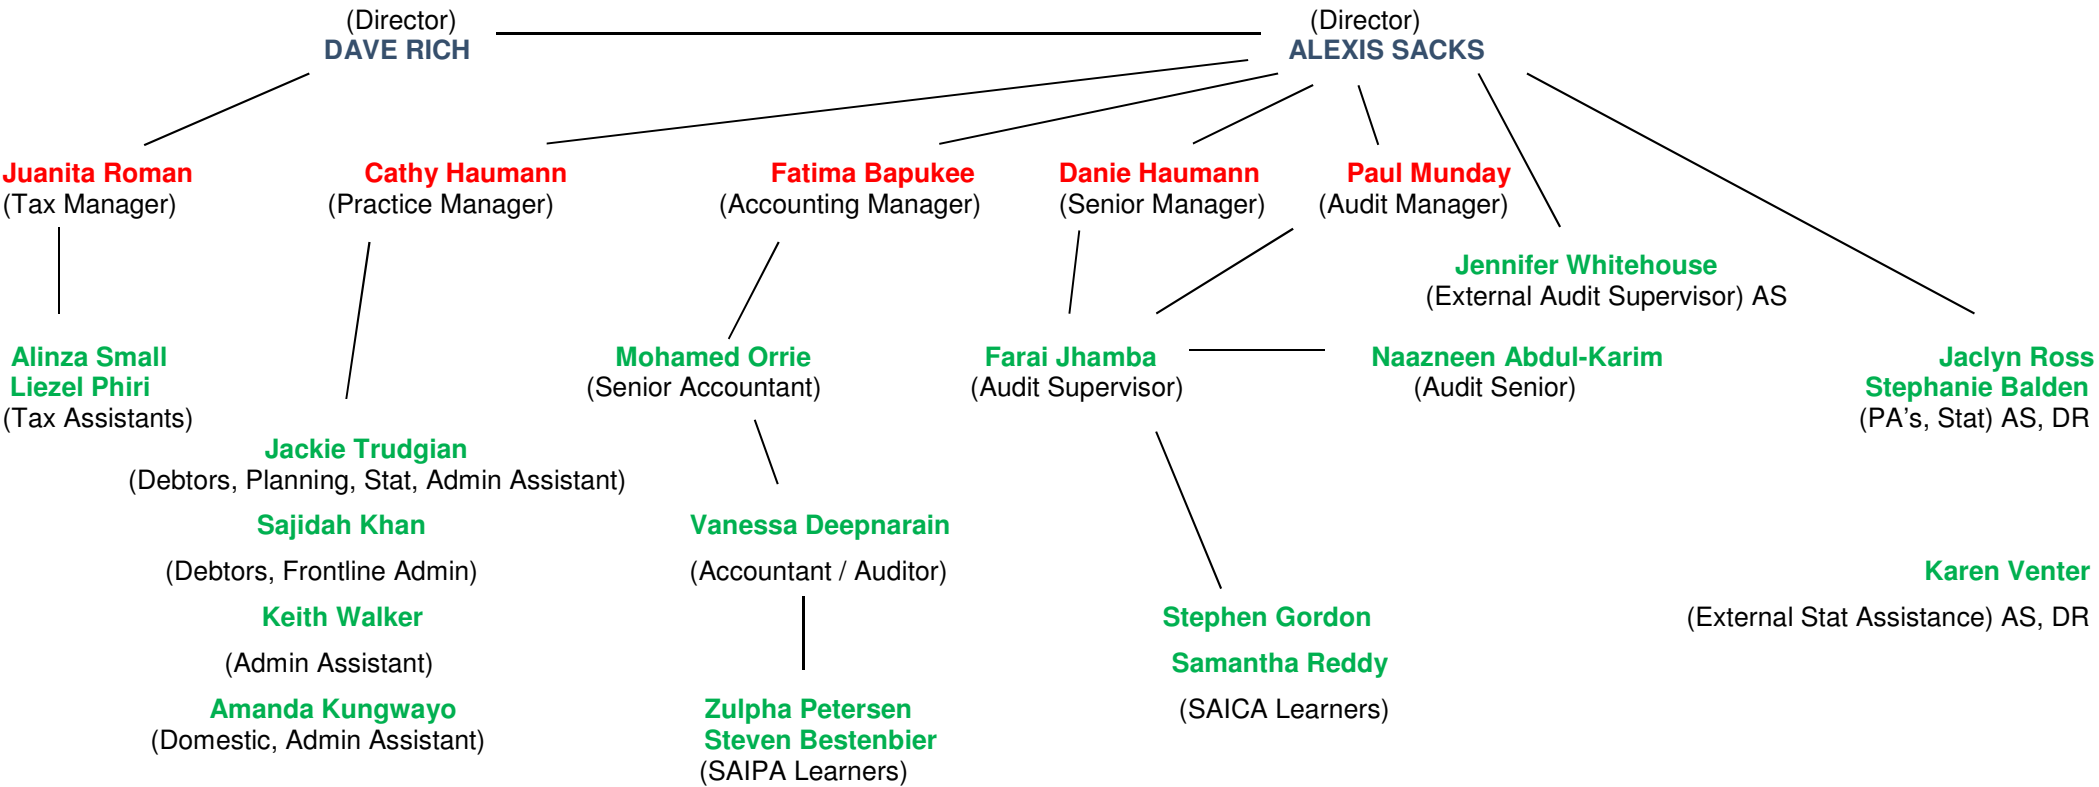 (Director)
DAVE RICH
(Director)
ALEXIS SACKS
Juanita Roman
(Tax Manager)
Cathy Haumann
(Practice Manager)
Fatima Bapukee
(Accounting Manager)
Danie Haumann
(Senior Manager)
Paul Munday
(Audit Manager)
Jennifer Whitehouse
(External Audit Supervisor) AS
Alinza Small
Liezel Phiri
(Tax Assistants)
Mohamed Orrie
(Senior Accountant)
Farai Jhamba
(Audit Supervisor)
Naazneen Abdul-Karim
(Audit Senior)
Jaclyn Ross
Stephanie Balden
(PA’s, Stat) AS, DR
Jackie Trudgian
(Debtors, Planning, Stat, Admin Assistant)
Sajidah Khan
(Debtors, Frontline Admin)
Keith Walker
(Admin Assistant)
Amanda Kungwayo
(Domestic, Admin Assistant)
Vanessa Deepnarain
(Accountant / Auditor)
Zulpha Petersen
Steven Bestenbier
(SAIPA Learners)
Stephen Gordon
Samantha Reddy
(SAICA Learners)
Karen Venter
(External Stat Assistance) AS, DR